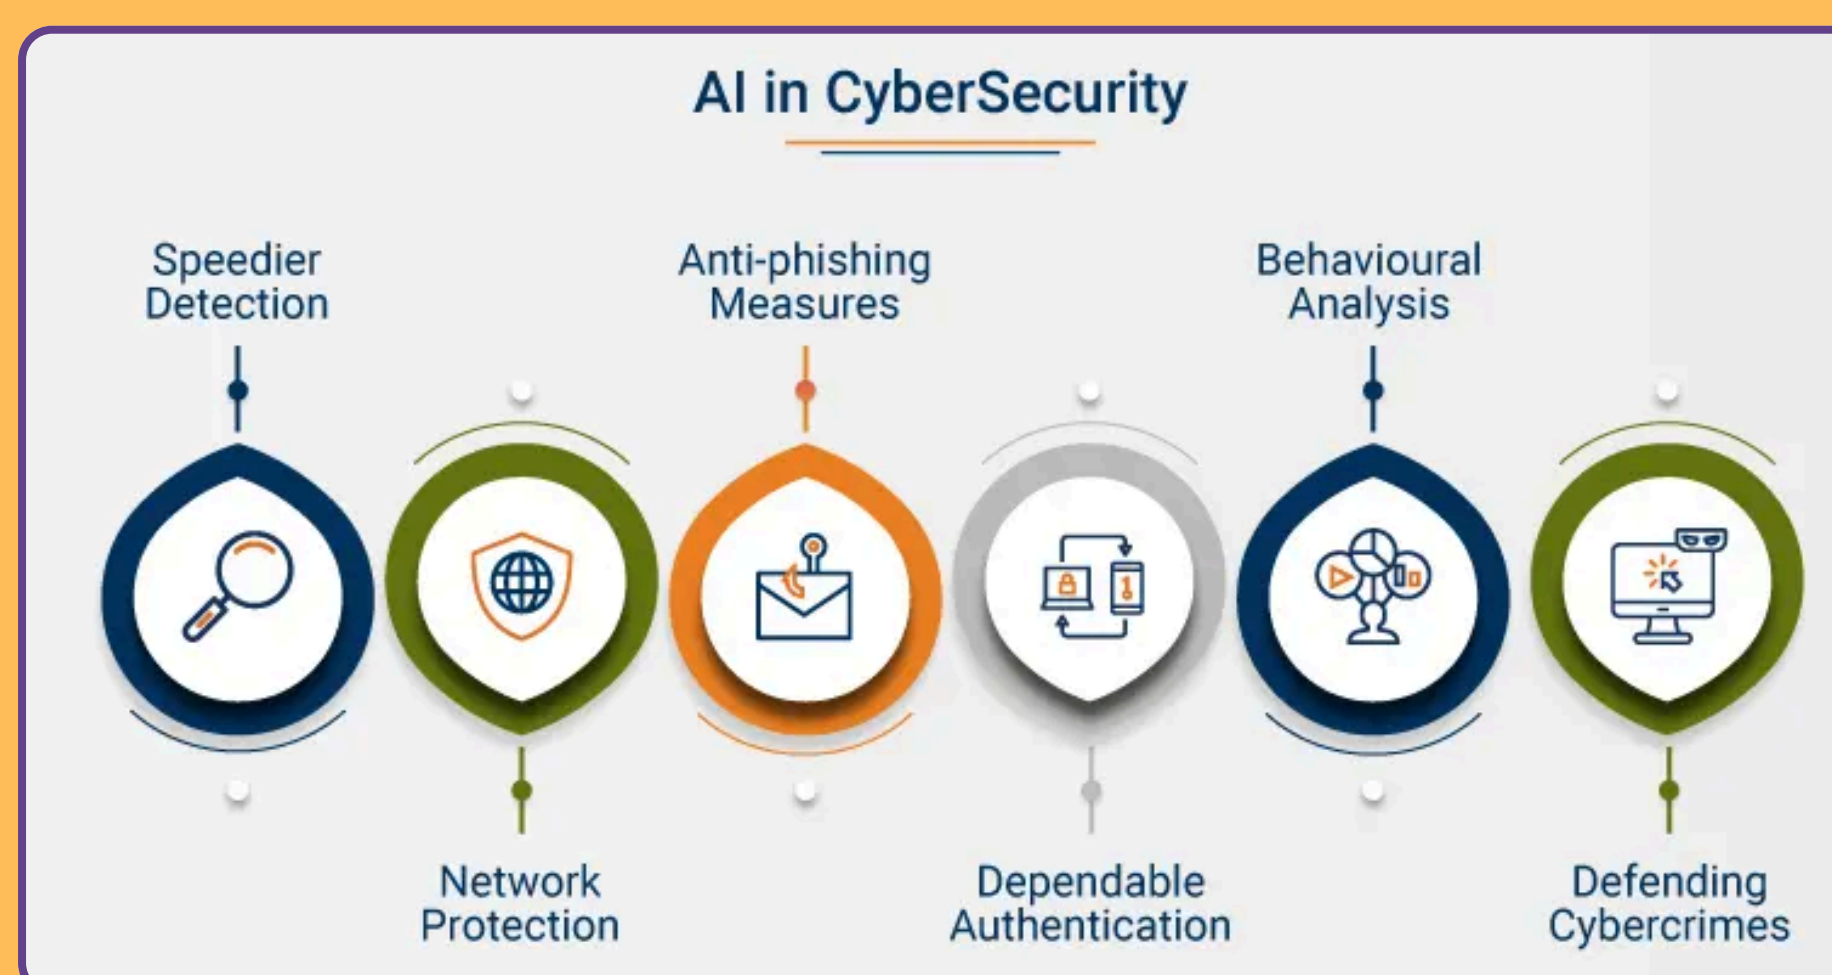 AI in CyberSecurity
Speedier
Detection
Network
Protection
Anti-phishing
Measures
Dependable
Authentication
Behavioural
Analysis
Defending
Cybercrimes